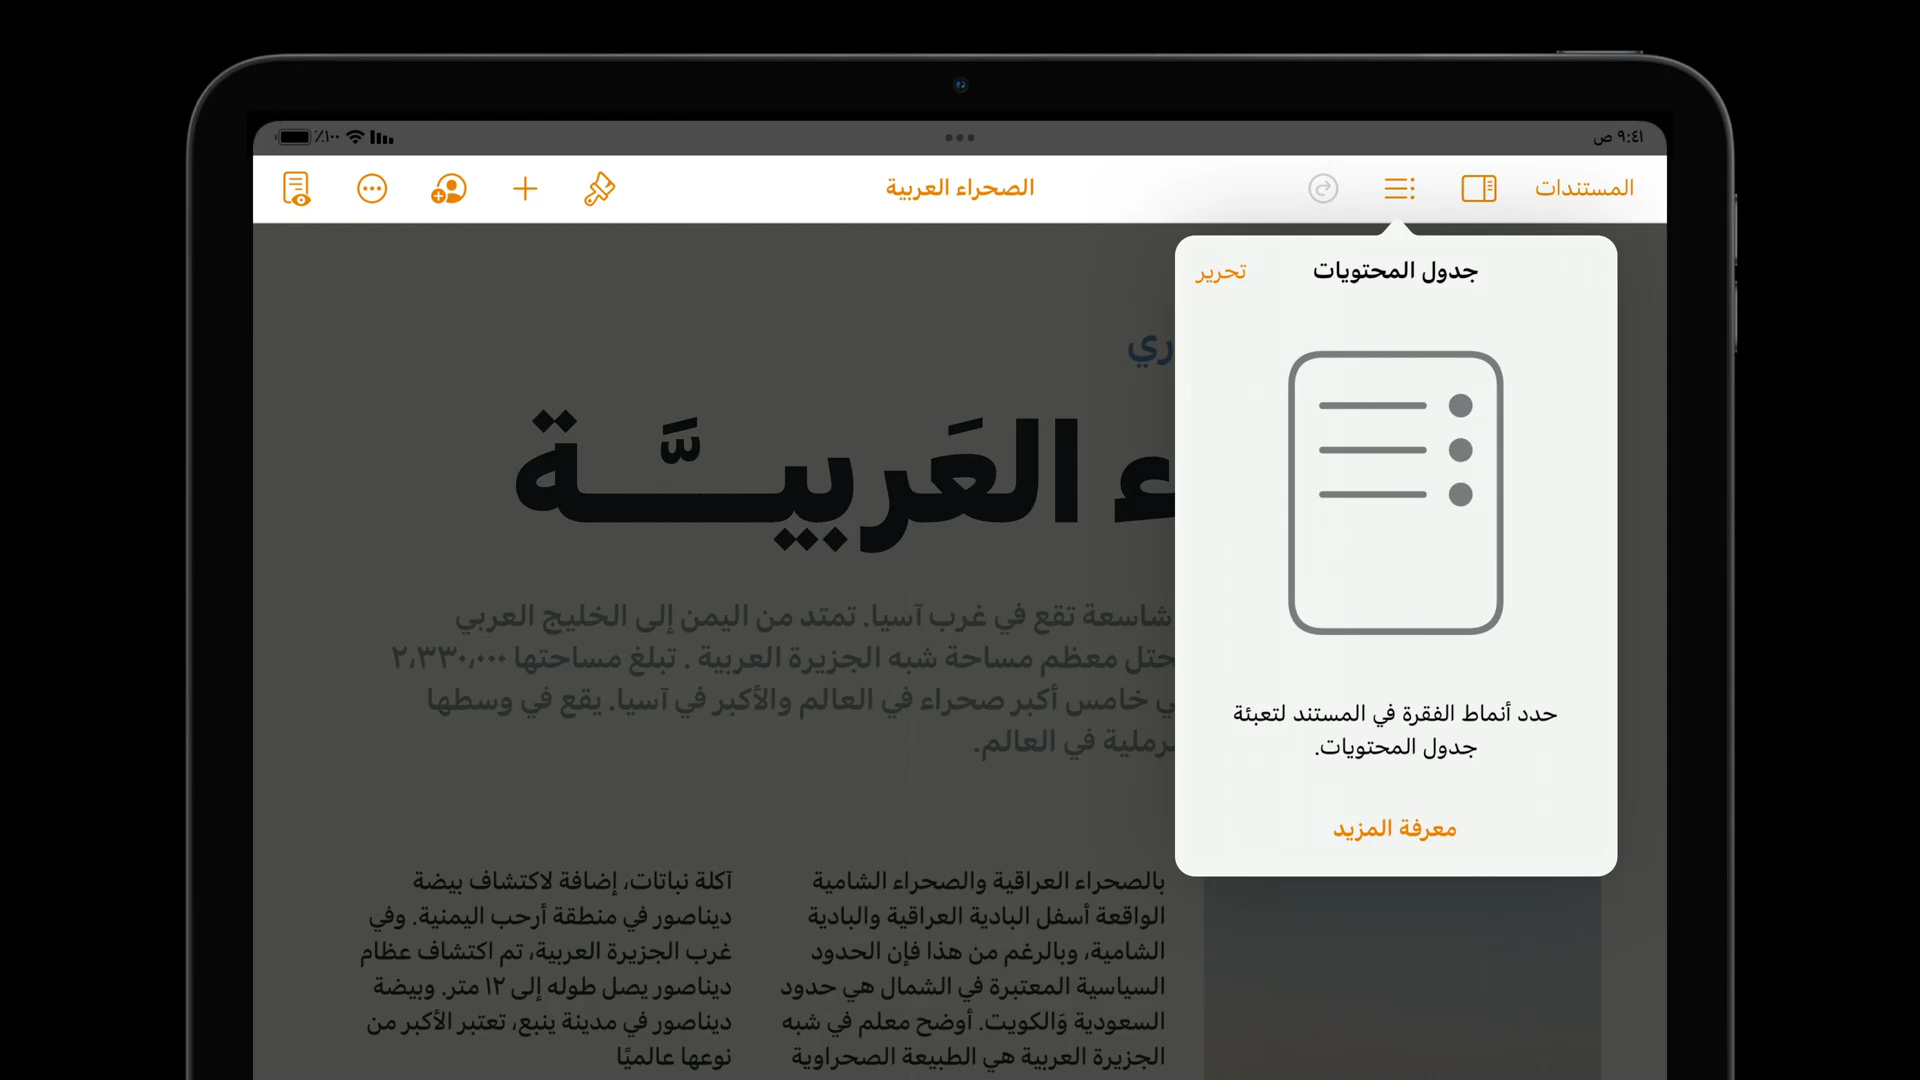 ٩:٤١ ص
٪١٠٠
المستندات
الصحراء العربية
جدول المحتويات
تحرير
حدد أنماط الفقرة في المستند لتعبئة
جدول المحتويات.
معرفة المزيد
ء العَربيَّـــة
شاسعة تقع في غرب آسيا. تمتد من اليمن إلى الخليج العربي
معظم مساحة شبه الجزيرة العربية . تبلغ مساحتها ٢،٣٣٠،٠٠٠
خامس أكبر صحراء في العالم والأكبر في آسيا. يقع في وسطها
في العالم.
بالصحراء العراقية والصحراء الشامية
الواقعة أسفل البادية العراقية والبادية
الشامية، وبالرغم من هذا فإن الحدود
السياسية المعتبرة في الشمال هي حدود
السعودية وَالكويت. أوضح معلم في شبه
الجزيرة العربية هي الطبيعة الصحراوية
آكلة نباتات، إضافة لاكتشاف بيضة
ديناصور في منطقة أرحب اليمنية. وفي
غرب الجزيرة العربية، تم اكتشاف عظام
ديناصور يصل طوله إلى ١٢ متر. وبيضة
ديناصور في مدينة ينبع، تعتبر الأكبر من
نوعها عالميًا